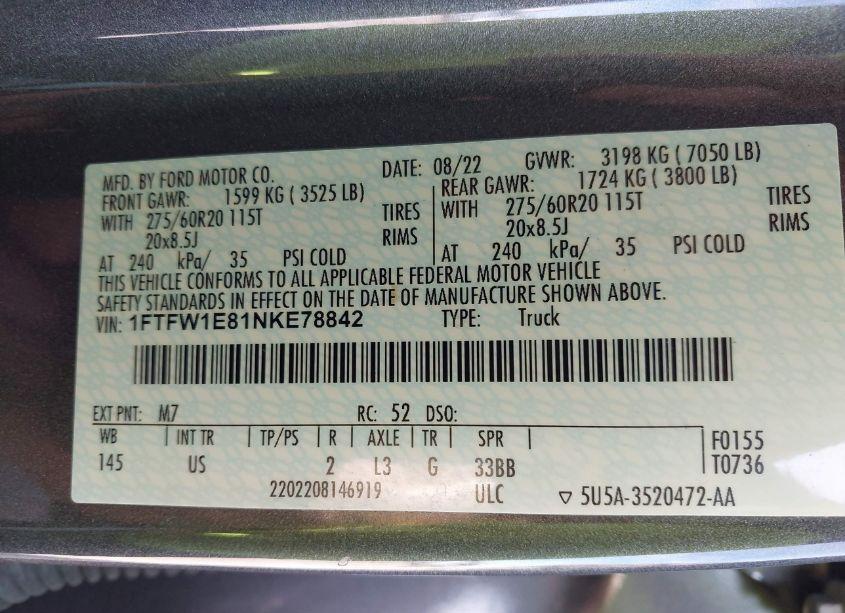 MFD. BY FORD MOTOR CO. DATE: 08/22 GVWR: 3198 KG ( 7050 LB)
FRONT GAWR: 1599 KG ( 3525 LB) REAR GAWR: 1724 KG ( 3800 LB)
WITH 275/60R20 115T TIRES WITH 275/60R20 115T TIRES
20x8.5J RIMS 20x8.5J RIMS
AT 240 kPa/ 35 PSI COLD AT 240 kPa/ 35 PSI COLD
THIS VEHICLE CONFORMS TO ALL APPLICABLE FEDERAL MOTOR VEHICLE
SAFETY STANDARDS IN EFFECT ON THE DATE OF MANUFACTURE SHOWN ABOVE.
VIN: 1FTFW1E81NKE78842 TYPE: Truck
EXT PNT: M7 RC: 52 DSO:
WB | INT TR | TP/PS | R | AXLE | TR | SPR | F0155
145 US 2 L3 G 33BB T0736
2202208146919 ULC ▽ 5U5A-3520472-AA